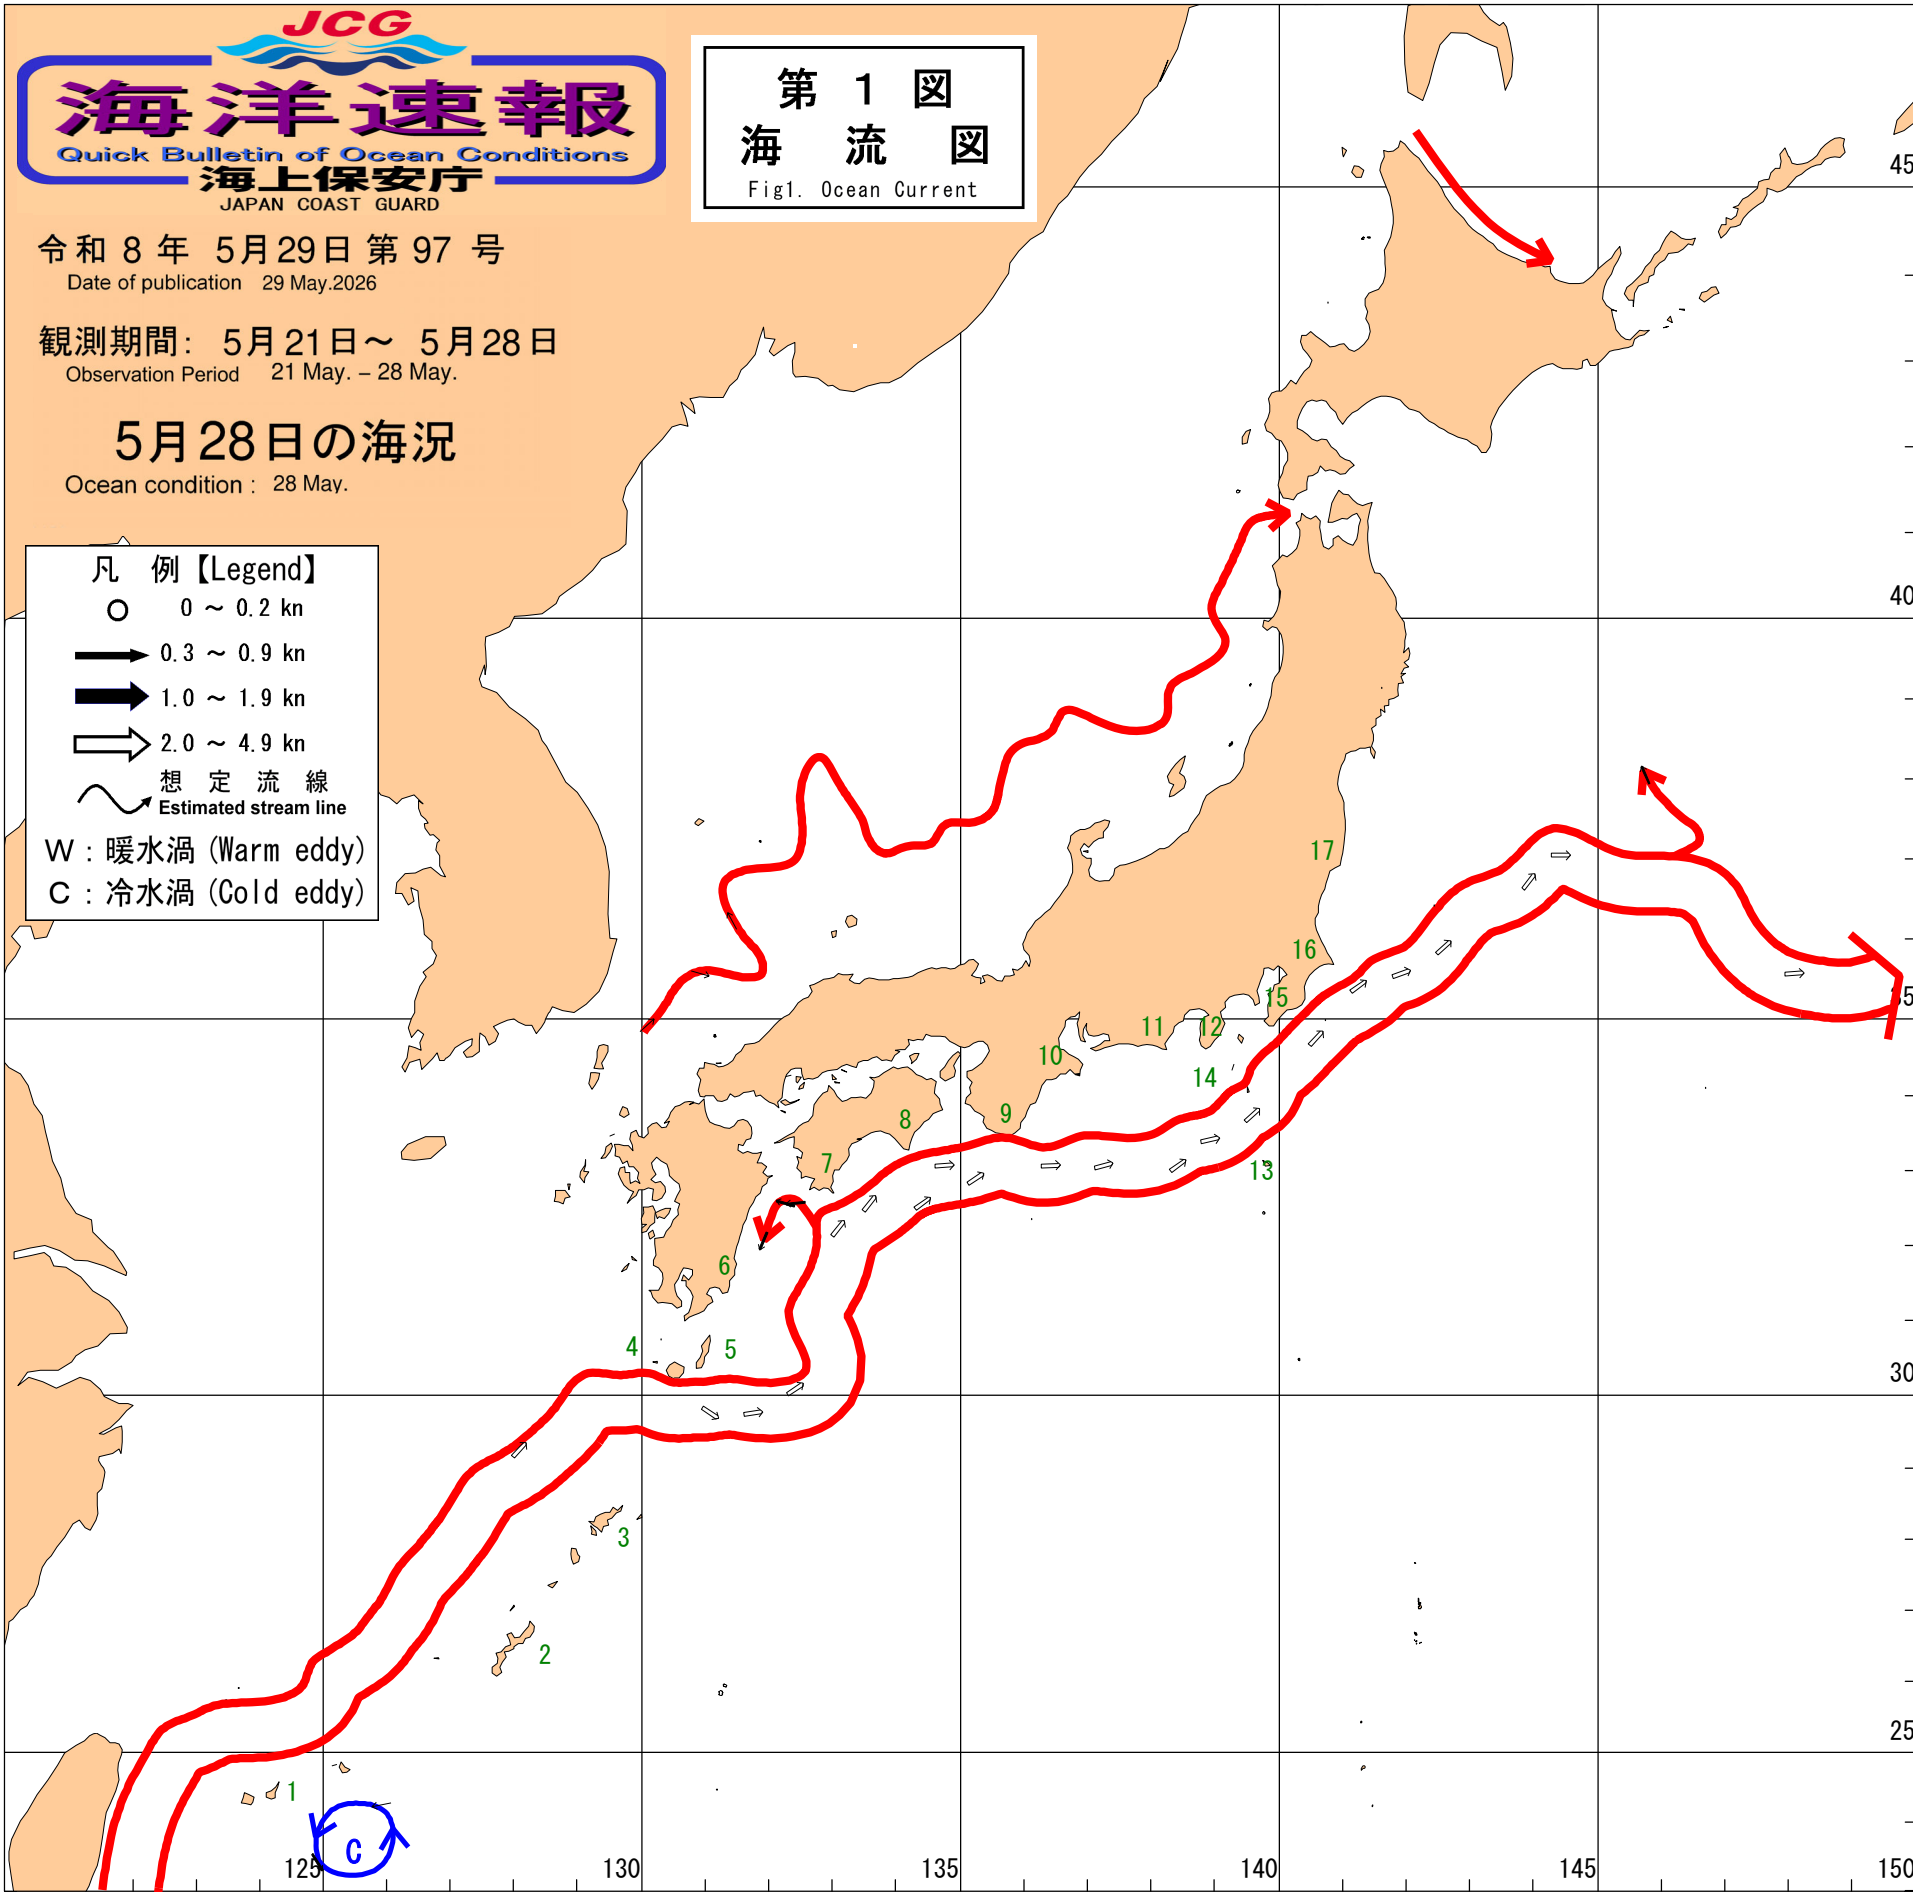 JCG
海洋速報
Quick Bulletin of Ocean Conditions
海上保安庁
JAPAN COAST GUARD
第 1 図
海 流 図
Fig1. Ocean Current
令和 8 年 5月29日 第 97 号
Date of publication 29 May.2026
観測期間: 5月21日～ 5月28日
Observation Period 21 May. – 28 May.
5月28日の海況
Ocean condition : 28 May.
凡 例【Legend】
0 ～ 0.2 kn
0.3 ～ 0.9 kn
1.0 ～ 1.9 kn
2.0 ～ 4.9 kn
想 定 流 線
Estimated stream line
W : 暖水渦 (Warm eddy)
C : 冷水渦 (Cold eddy)
45
40
35
30
25
17
16
15
11
12
10
14
9
8
7
13
6
4
5
3
2
1
C
125
130
135
140
145
150